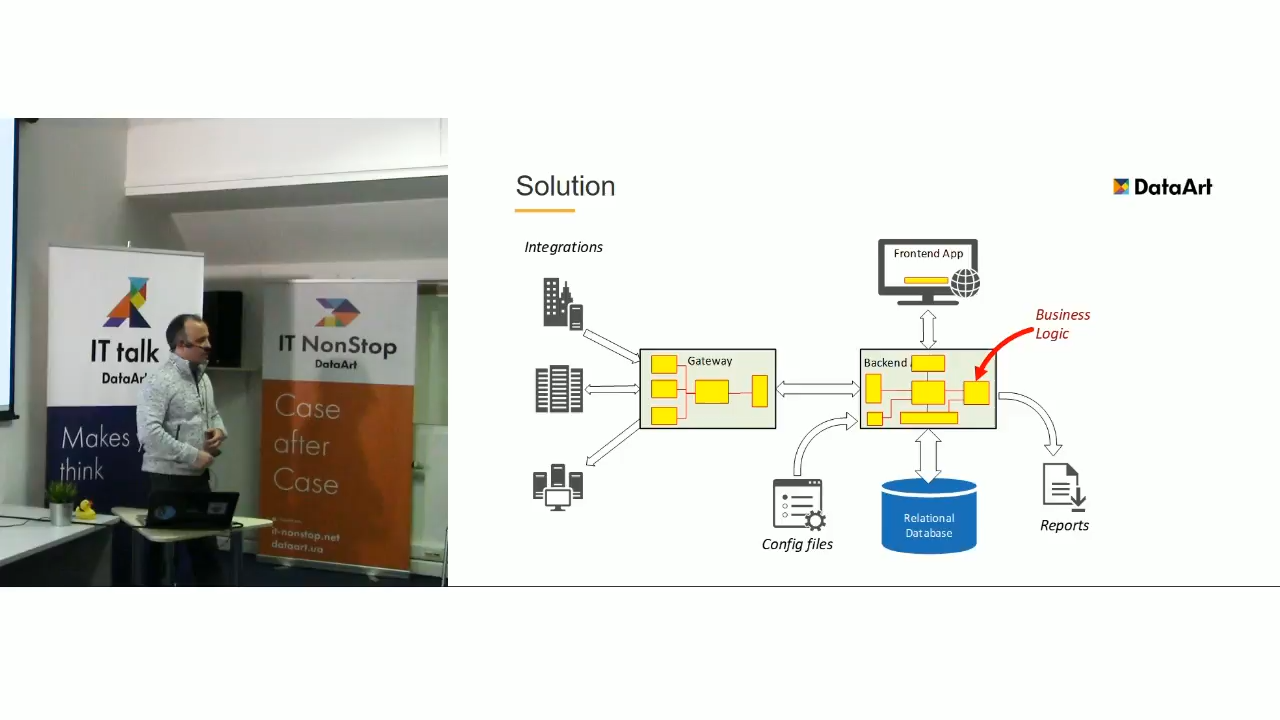 IT talk
DataArt
Makes
think
IT NonStop
DataArt
Case
after
Case
it-nonstop.net
dataart.ua
Solution
DataArt
Integrations
Frontend App
Business
Logic
Gateway
Backend
Relational
Database
Config files
Reports